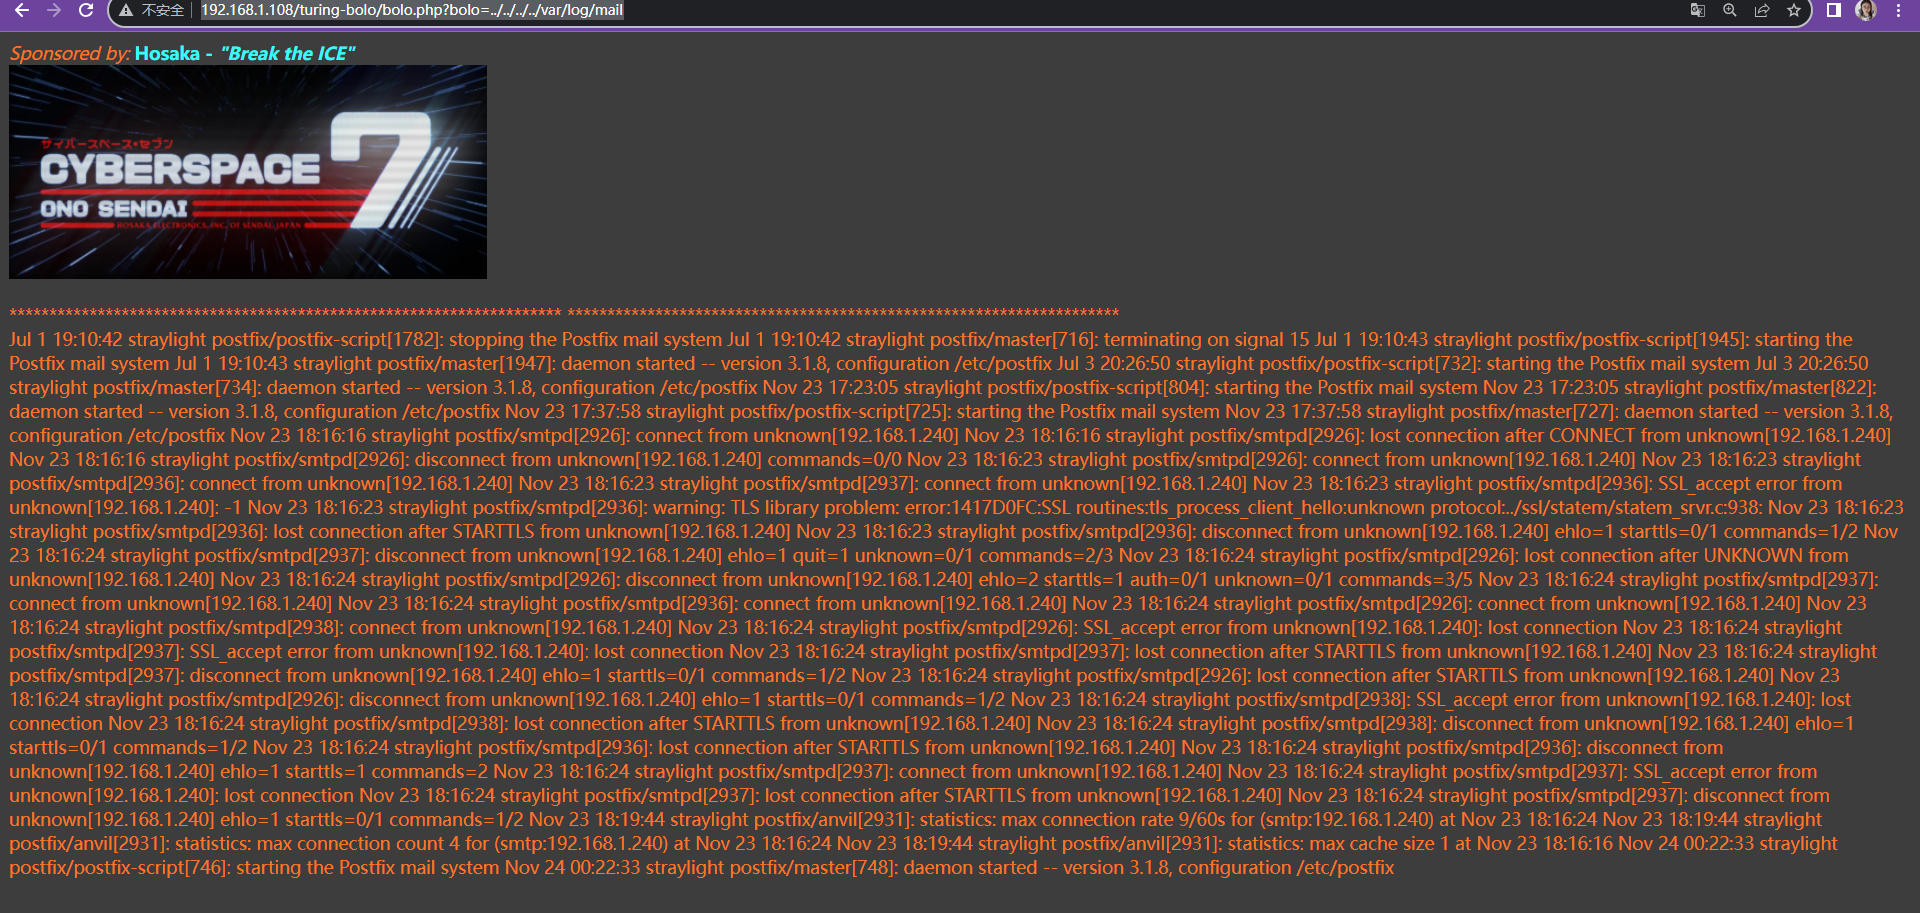 不安全
192.168.1.108/turing-bolo/bolo.php?bolo=../../../../var/log/mail
Sponsored by: Hosaka - "Break the ICE"
サイバースペース•セブン
CYBERSPACE 7
ONO SENDAI
HOSAKA ELECTRONICS, INC. OF SENDAI, JAPAN
********************************************************************* *********************************************************************
Jul 1 19:10:42 straylight postfix/postfix-script[1782]: stopping the Postfix mail system Jul 1 19:10:42 straylight postfix/master[716]: terminating on signal 15 Jul 1 19:10:43 straylight postfix/postfix-script[1945]: starting the
Postfix mail system Jul 1 19:10:43 straylight postfix/master[1947]: daemon started -- version 3.1.8, configuration /etc/postfix Jul 3 20:26:50 straylight postfix/postfix-script[732]: starting the Postfix mail system Jul 3 20:26:50
straylight postfix/master[734]: daemon started -- version 3.1.8, configuration /etc/postfix Nov 23 17:23:05 straylight postfix/postfix-script[804]: starting the Postfix mail system Nov 23 17:23:05 straylight postfix/master[822]:
daemon started -- version 3.1.8, configuration /etc/postfix Nov 23 17:37:58 straylight postfix/postfix-script[725]: starting the Postfix mail system Nov 23 17:37:58 straylight postfix/master[727]: daemon started -- version 3.1.8,
configuration /etc/postfix Nov 23 18:16:16 straylight postfix/smtpd[2926]: connect from unknown[192.168.1.240] Nov 23 18:16:16 straylight postfix/smtpd[2926]: lost connection after CONNECT from unknown[192.168.1.240]
Nov 23 18:16:16 straylight postfix/smtpd[2926]: disconnect from unknown[192.168.1.240] commands=0/0 Nov 23 18:16:23 straylight postfix/smtpd[2926]: connect from unknown[192.168.1.240] Nov 23 18:16:23 straylight
postfix/smtpd[2936]: connect from unknown[192.168.1.240] Nov 23 18:16:23 straylight postfix/smtpd[2937]: connect from unknown[192.168.1.240] Nov 23 18:16:23 straylight postfix/smtpd[2936]: SSL_accept error from
unknown[192.168.1.240]: -1 Nov 23 18:16:23 straylight postfix/smtpd[2936]: warning: TLS library problem: error:1417D0FC:SSL routines:tls_process_client_hello:unknown protocol:../ssl/statem/statem_srvr.c:938: Nov 23 18:16:23
straylight postfix/smtpd[2936]: lost connection after STARTTLS from unknown[192.168.1.240] Nov 23 18:16:23 straylight postfix/smtpd[2936]: disconnect from unknown[192.168.1.240] ehlo=1 starttls=0/1 commands=1/2 Nov
23 18:16:24 straylight postfix/smtpd[2937]: disconnect from unknown[192.168.1.240] ehlo=1 quit=1 unknown=0/1 commands=2/3 Nov 23 18:16:24 straylight postfix/smtpd[2926]: lost connection after UNKNOWN from
unknown[192.168.1.240] Nov 23 18:16:24 straylight postfix/smtpd[2926]: disconnect from unknown[192.168.1.240] ehlo=2 starttls=1 auth=0/1 unknown=0/1 commands=3/5 Nov 23 18:16:24 straylight postfix/smtpd[2937]:
connect from unknown[192.168.1.240] Nov 23 18:16:24 straylight postfix/smtpd[2936]: connect from unknown[192.168.1.240] Nov 23 18:16:24 straylight postfix/smtpd[2926]: connect from unknown[192.168.1.240] Nov 23
18:16:24 straylight postfix/smtpd[2938]: connect from unknown[192.168.1.240] Nov 23 18:16:24 straylight postfix/smtpd[2926]: SSL_accept error from unknown[192.168.1.240]: lost connection Nov 23 18:16:24 straylight
postfix/smtpd[2937]: SSL_accept error from unknown[192.168.1.240]: lost connection Nov 23 18:16:24 straylight postfix/smtpd[2937]: lost connection after STARTTLS from unknown[192.168.1.240] Nov 23 18:16:24 straylight
postfix/smtpd[2937]: disconnect from unknown[192.168.1.240] ehlo=1 starttls=0/1 commands=1/2 Nov 23 18:16:24 straylight postfix/smtpd[2926]: lost connection after STARTTLS from unknown[192.168.1.240] Nov 23
18:16:24 straylight postfix/smtpd[2926]: disconnect from unknown[192.168.1.240] ehlo=1 starttls=0/1 commands=1/2 Nov 23 18:16:24 straylight postfix/smtpd[2938]: SSL_accept error from unknown[192.168.1.240]: lost
connection Nov 23 18:16:24 straylight postfix/smtpd[2938]: lost connection after STARTTLS from unknown[192.168.1.240] Nov 23 18:16:24 straylight postfix/smtpd[2938]: disconnect from unknown[192.168.1.240] ehlo=1
starttls=0/1 commands=1/2 Nov 23 18:16:24 straylight postfix/smtpd[2936]: lost connection after STARTTLS from unknown[192.168.1.240] Nov 23 18:16:24 straylight postfix/smtpd[2936]: disconnect from
unknown[192.168.1.240] ehlo=1 starttls=1 commands=2 Nov 23 18:16:24 straylight postfix/smtpd[2937]: connect from unknown[192.168.1.240] Nov 23 18:16:24 straylight postfix/smtpd[2937]: SSL_accept error from
unknown[192.168.1.240]: lost connection Nov 23 18:16:24 straylight postfix/smtpd[2937]: lost connection after STARTTLS from unknown[192.168.1.240] Nov 23 18:16:24 straylight postfix/smtpd[2937]: disconnect from
unknown[192.168.1.240] ehlo=1 starttls=0/1 commands=1/2 Nov 23 18:19:44 straylight postfix/anvil[2931]: statistics: max connection rate 9/60s for (smtp:192.168.1.240) at Nov 23 18:16:24 Nov 23 18:19:44 straylight
postfix/anvil[2931]: statistics: max connection count 4 for (smtp:192.168.1.240) at Nov 23 18:16:24 Nov 23 18:19:44 straylight postfix/anvil[2931]: statistics: max cache size 1 at Nov 23 18:16:16 Nov 24 00:22:33 straylight
postfix/postfix-script[746]: starting the Postfix mail system Nov 24 00:22:33 straylight postfix/master[748]: daemon started -- version 3.1.8, configuration /etc/postfix